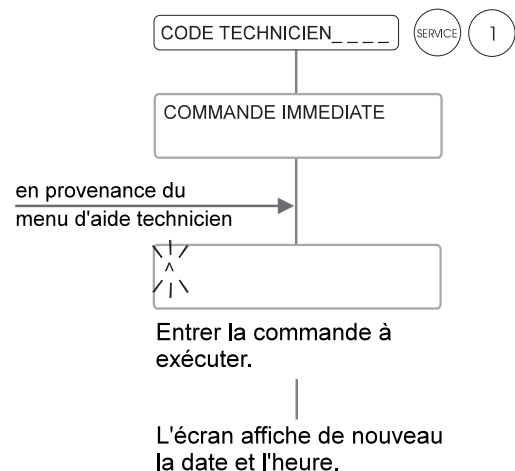 CODE TECHNICIEN_ _ _ _ SERVICE 1
COMMANDE IMMEDIATE
en provenance du
menu d'aide technicien
^
Entrer la commande à
exécuter.
L'écran affiche de nouveau
la date et l'heure.